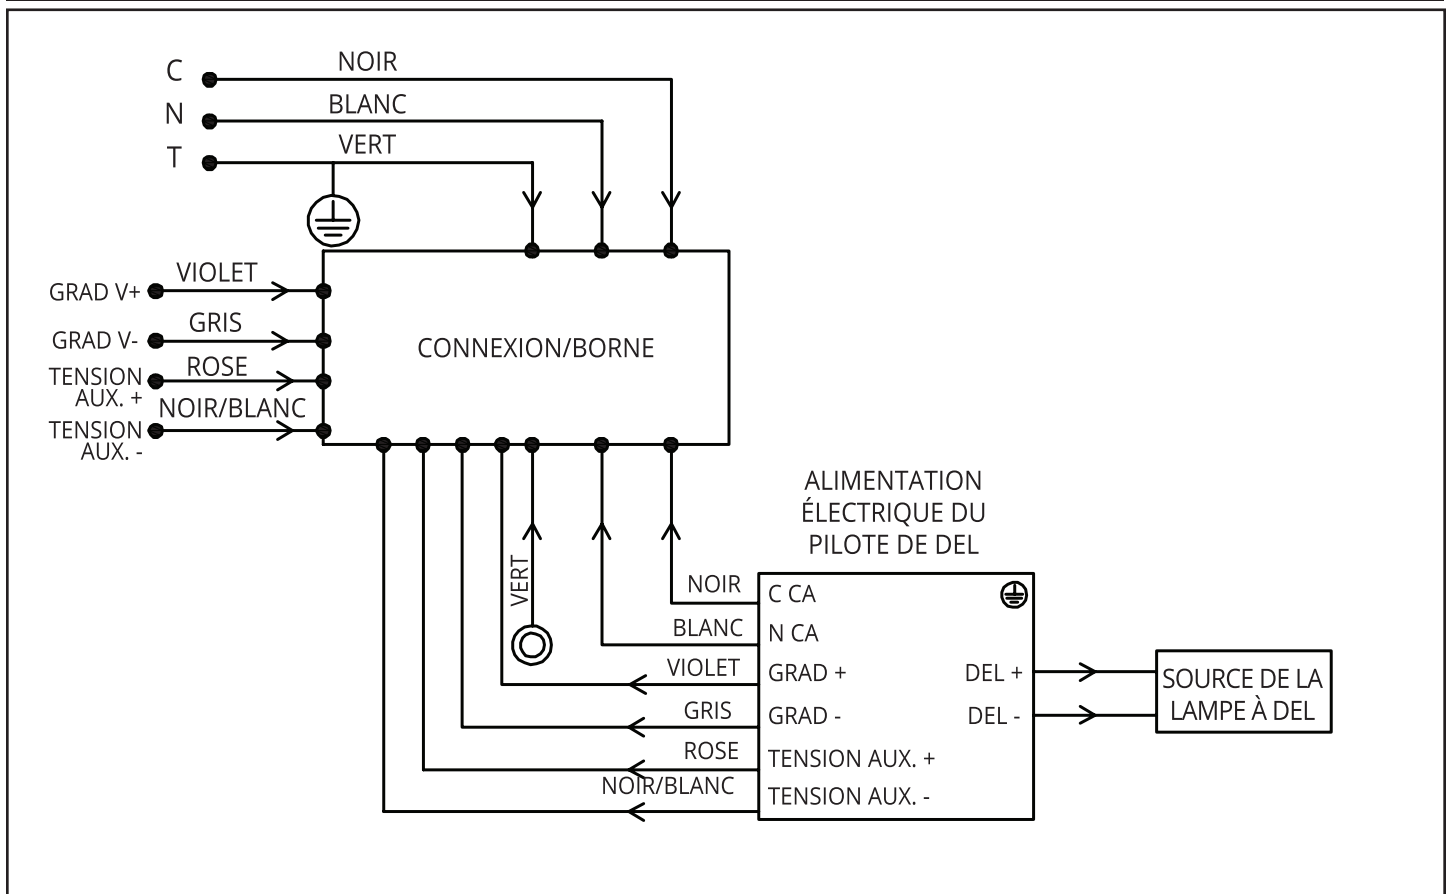 C
NOIR
N
BLANC
T
VERT
GRAD V+
VIOLET
GRAD V-
GRIS
TENSION
AUX. +
ROSE
TENSION
AUX. -
NOIR/BLANC
CONNEXION/BORNE
ALIMENTATION
ÉLECTRIQUE DU
PILOTE DE DEL
VERT
NOIR
C CA
BLANC
N CA
VIOLET
GRAD +
GRIS
GRAD -
ROSE
TENSION AUX. +
NOIR/BLANC
TENSION AUX. -
DEL +
DEL -
SOURCE DE LA
LAMPE À DEL